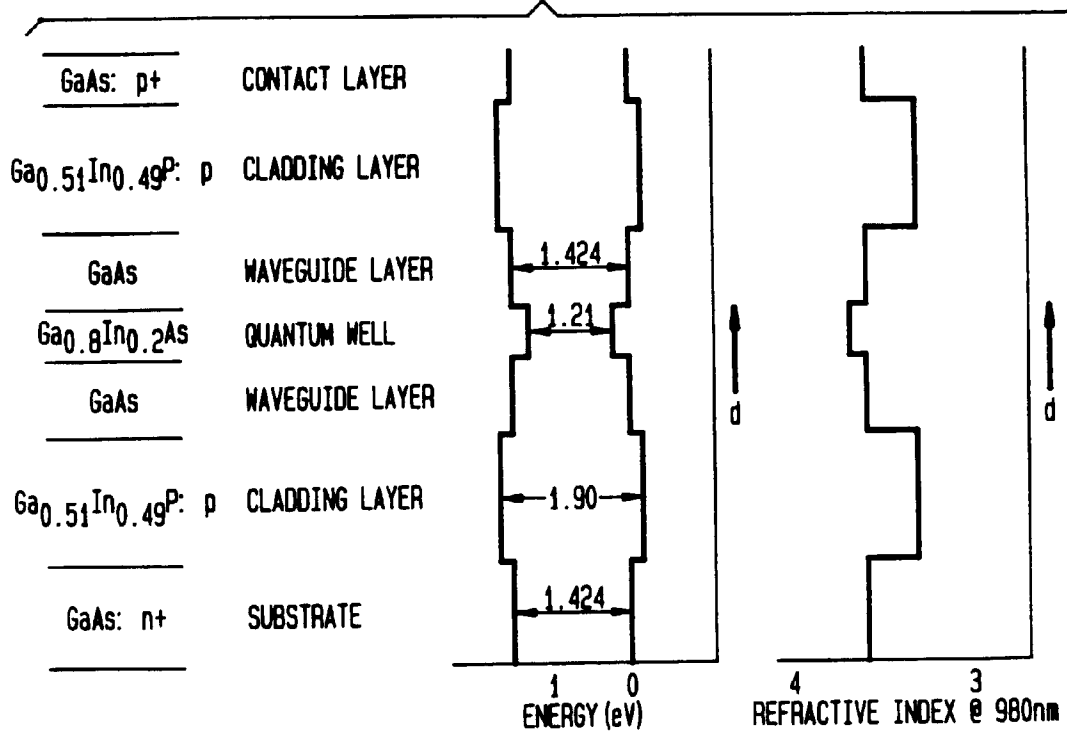 GaAs: p+ CONTACT LAYER
Ga0.51In0.49P: p CLADDING LAYER
GaAs WAVEGUIDE LAYER
1.424
Ga0.8In0.2As QUANTUM WELL
1.21
GaAs WAVEGUIDE LAYER
d
d
Ga0.51In0.49P: p CLADDING LAYER
1.90
GaAs: n+ SUBSTRATE
1.424
1 0
ENERGY (eV)
4 3
REFRACTIVE INDEX @ 980nm